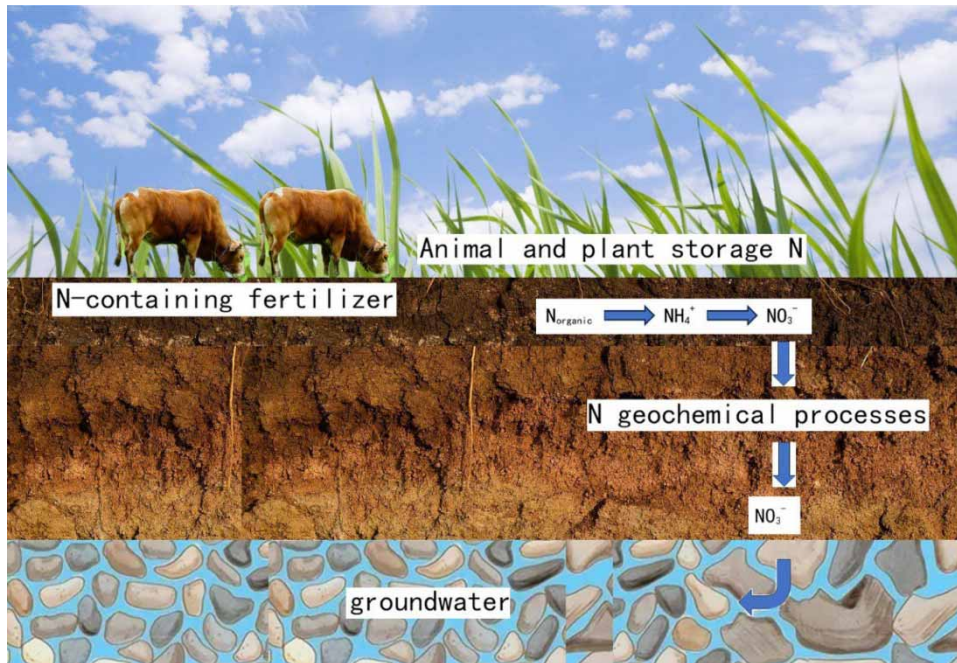 Animal and plant storage N
N-containing fertilizer
Norganic NH₄⁺ NO₃⁻
N geochemical processes
NO₃⁻
groundwater